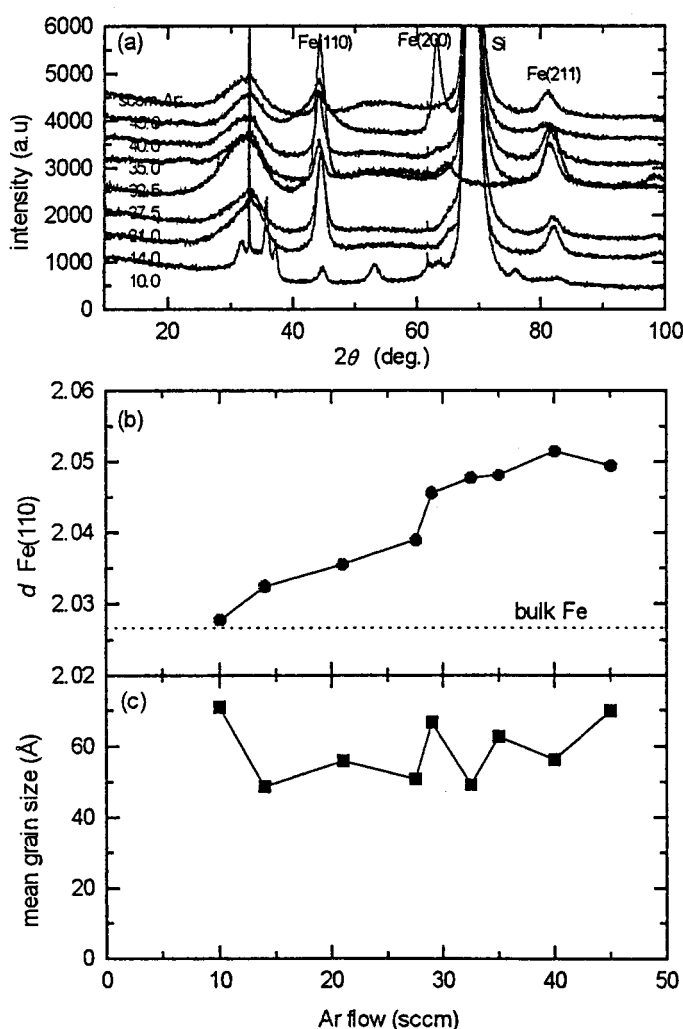 (a)
Fe(110)
Fe(200)
Si
Fe(211)
sccm Ar
45.0
40.0
35.0
32.5
27.5
21.0
14.0
10.0
6000
5000
4000
3000
2000
1000
0
intensity (a.u)
20
40
60
80
100
2θ (deg.)
(b)
2.06
2.05
2.04
2.03
2.02
d Fe(110)
bulk Fe
(c)
60
40
20
0
mean grain size (Å)
0
10
20
30
40
50
Ar flow (sccm)